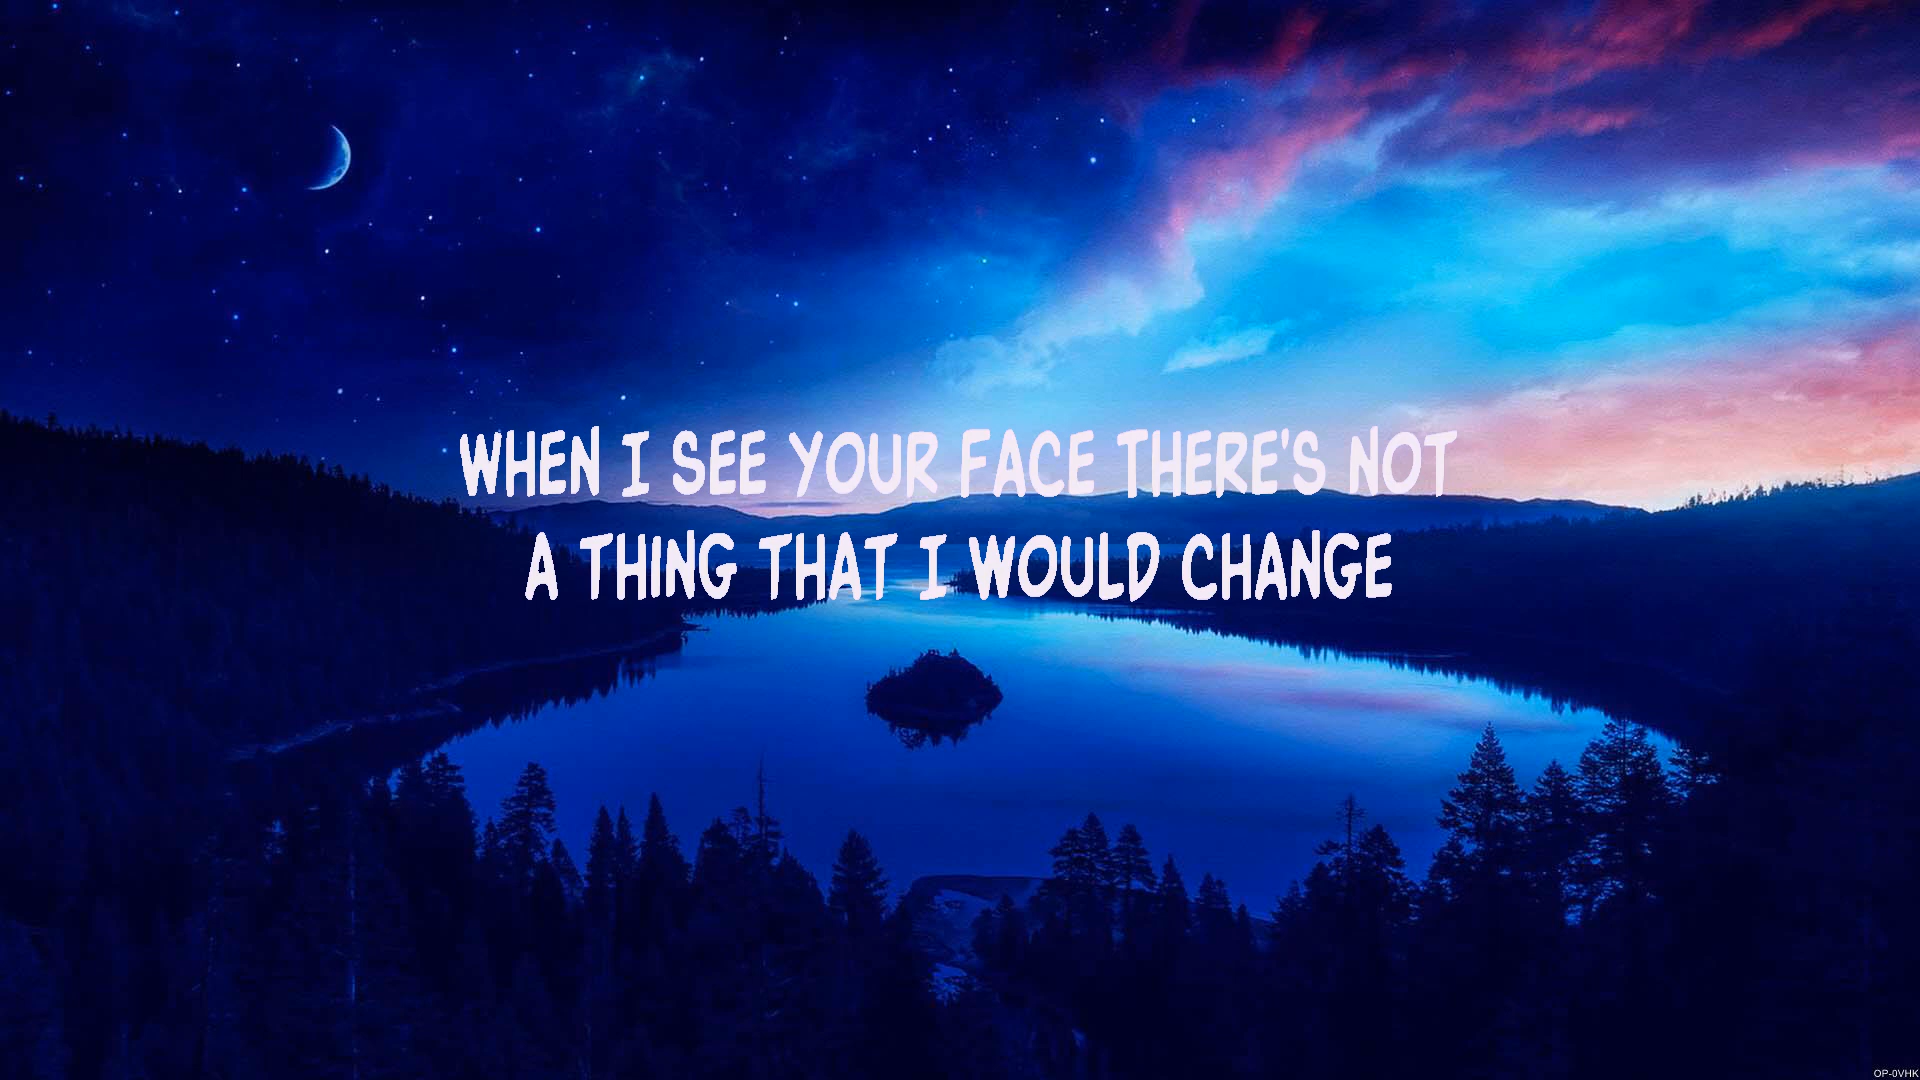 WHEN I SEE YOUR FACE THERE'S NOT
A THING THAT I WOULD CHANGE
OP-0VHK